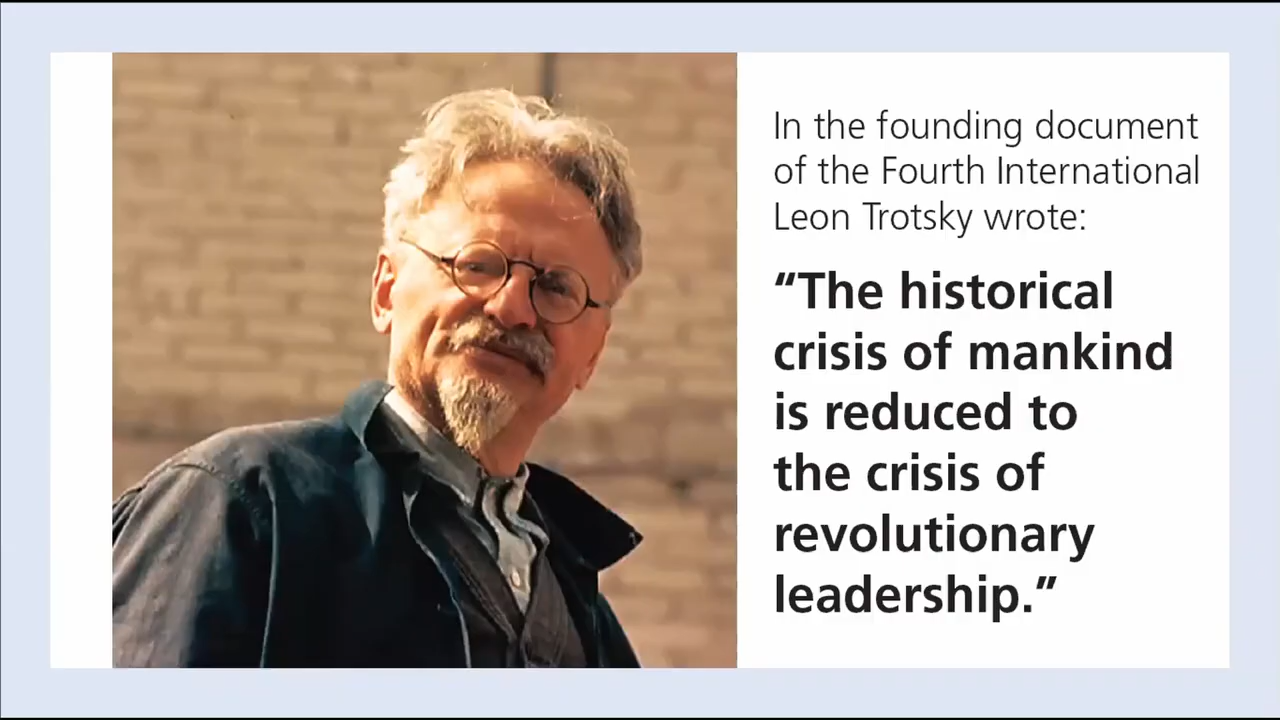 In the founding document
of the Fourth International
Leon Trotsky wrote:
“The historical
crisis of mankind
is reduced to
the crisis of
revolutionary
leadership.”